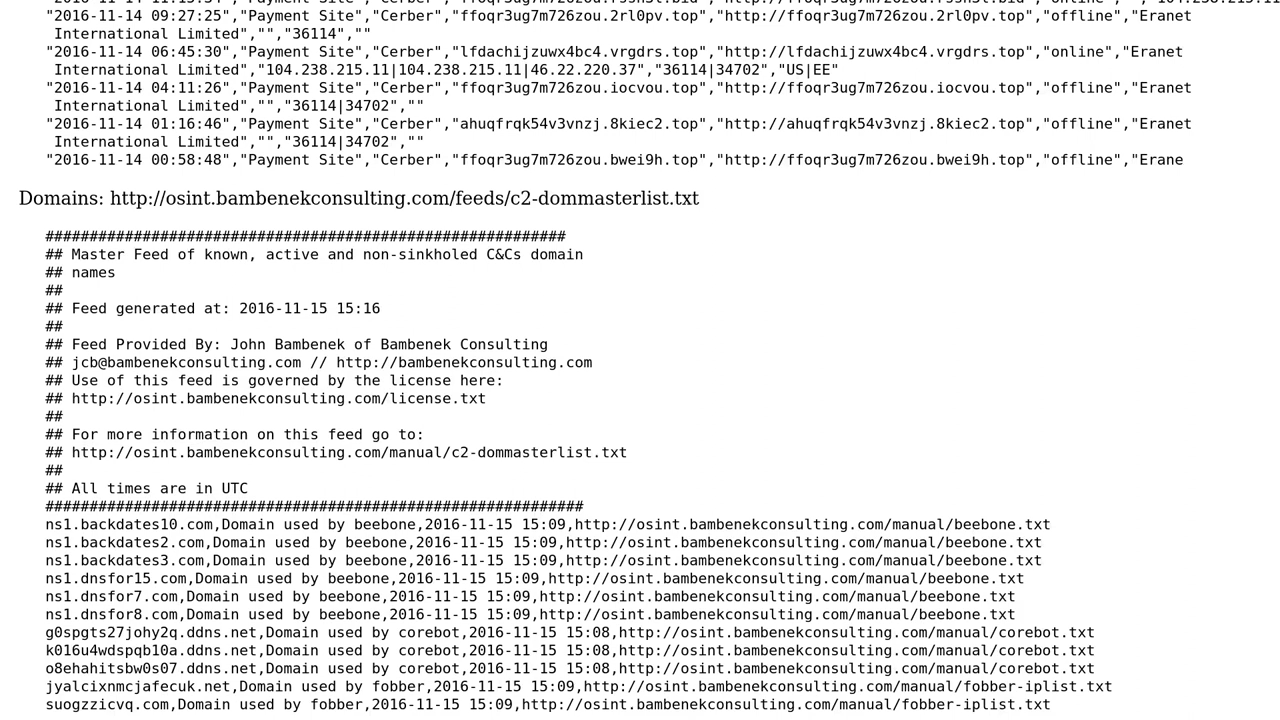 "2016-11-14 09:27:25","Payment Site","Cerber","ffoqr3ug7m726zou.2rl0pv.top","http://ffoqr3ug7m726zou.2rl0pv.top","offline","Eranet
International Limited","","36114",""
"2016-11-14 06:45:30","Payment Site","Cerber","lfdachijzuwx4bc4.vrgdrs.top","http://lfdachijzuwx4bc4.vrgdrs.top","online","Eranet
International Limited","104.238.215.11|104.238.215.11|46.22.220.37","36114|34702","US|EE"
"2016-11-14 04:11:26","Payment Site","Cerber","ffoqr3ug7m726zou.iocvou.top","http://ffoqr3ug7m726zou.iocvou.top","offline","Eranet
International Limited","","36114|34702",""
"2016-11-14 01:16:46","Payment Site","Cerber","ahuqfrqk54v3vnzj.8kiec2.top","http://ahuqfrqk54v3vnzj.8kiec2.top","offline","Eranet
International Limited","","36114|34702",""
"2016-11-14 00:58:48","Payment Site","Cerber","ffoqr3ug7m726zou.bwei9h.top","http://ffoqr3ug7m726zou.bwei9h.top","offline","Erane
Domains: http://osint.bambenekconsulting.com/feeds/c2-dommasterlist.txt
###########################################################
## Master Feed of known, active and non-sinkholed C&Cs domain
## names
##
## Feed generated at: 2016-11-15 15:16
##
## Feed Provided By: John Bambenek of Bambenek Consulting
## jcb@bambenekconsulting.com // http://bambenekconsulting.com
## Use of this feed is governed by the license here:
## http://osint.bambenekconsulting.com/license.txt
##
## For more information on this feed go to:
## http://osint.bambenekconsulting.com/manual/c2-dommasterlist.txt
##
## All times are in UTC
#############################################################
ns1.backdates10.com,Domain used by beebone,2016-11-15 15:09,http://osint.bambenekconsulting.com/manual/beebone.txt
ns1.backdates2.com,Domain used by beebone,2016-11-15 15:09,http://osint.bambenekconsulting.com/manual/beebone.txt
ns1.backdates3.com,Domain used by beebone,2016-11-15 15:09,http://osint.bambenekconsulting.com/manual/beebone.txt
ns1.dnsfor15.com,Domain used by beebone,2016-11-15 15:09,http://osint.bambenekconsulting.com/manual/beebone.txt
ns1.dnsfor7.com,Domain used by beebone,2016-11-15 15:09,http://osint.bambenekconsulting.com/manual/beebone.txt
ns1.dnsfor8.com,Domain used by beebone,2016-11-15 15:09,http://osint.bambenekconsulting.com/manual/beebone.txt
g0spgts27johy2q.ddns.net,Domain used by corebot,2016-11-15 15:08,http://osint.bambenekconsulting.com/manual/corebot.txt
k016u4wdspqb10a.ddns.net,Domain used by corebot,2016-11-15 15:08,http://osint.bambenekconsulting.com/manual/corebot.txt
o8ehahitsbw0s07.ddns.net,Domain used by corebot,2016-11-15 15:08,http://osint.bambenekconsulting.com/manual/corebot.txt
jyalcixnmcjafecuk.net,Domain used by fobber,2016-11-15 15:09,http://osint.bambenekconsulting.com/manual/fobber-iplist.txt
suogzzicvq.com,Domain used by fobber,2016-11-15 15:09,http://osint.bambenekconsulting.com/manual/fobber-iplist.txt